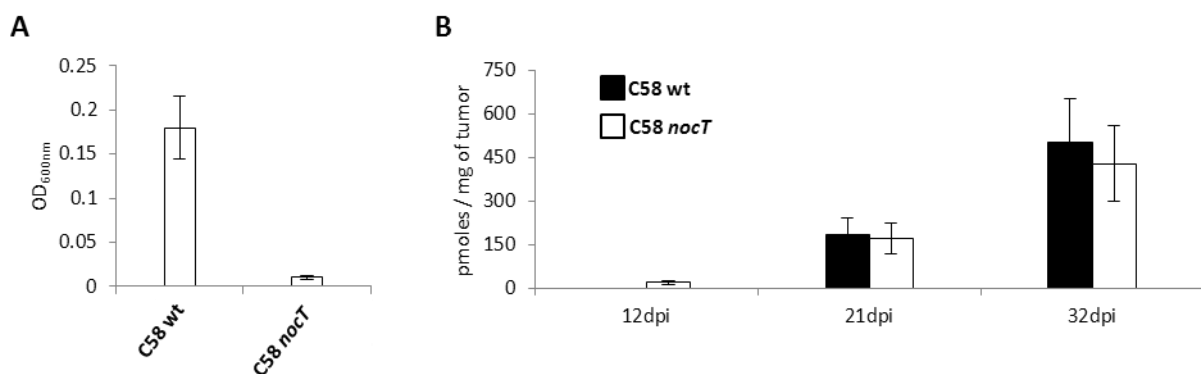 A
OD600nm
0.25
0.2
0.15
0.1
0.05
0
C58 wt
C58 nocT
B
pmoles / mg of tumor
750
600
450
300
150
0
C58 wt
C58 nocT
12dpi
21dpi
32dpi